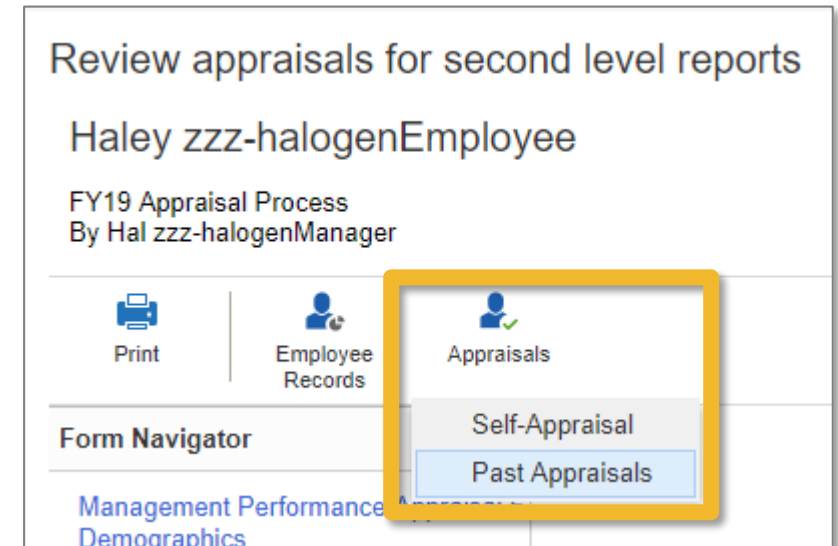 Review appraisals for second level reports
Haley zzz-halogenEmployee
FY19 Appraisal Process
By Hal zzz-halogenManager
Print
Employee
Records
Appraisals
Form Navigator
Self-Appraisal
Past Appraisals
Management Performance
Demographics